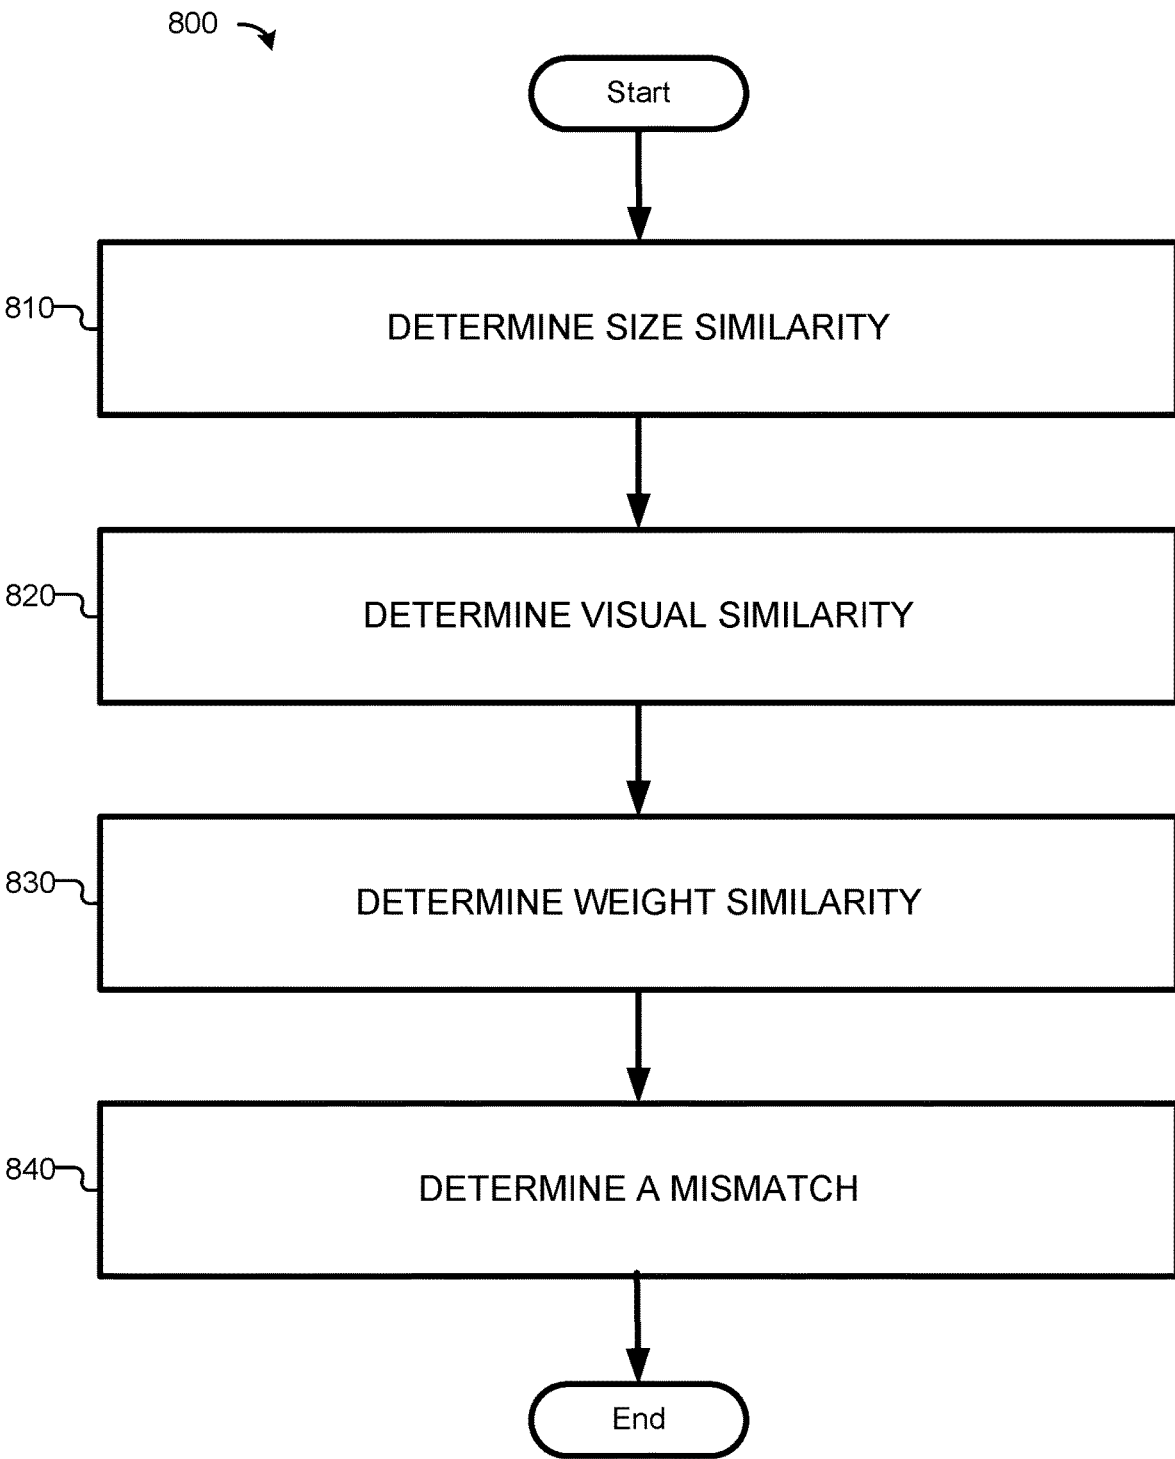 800
Start
810
DETERMINE SIZE SIMILARITY
820
DETERMINE VISUAL SIMILARITY
830
DETERMINE WEIGHT SIMILARITY
840
DETERMINE A MISMATCH
End